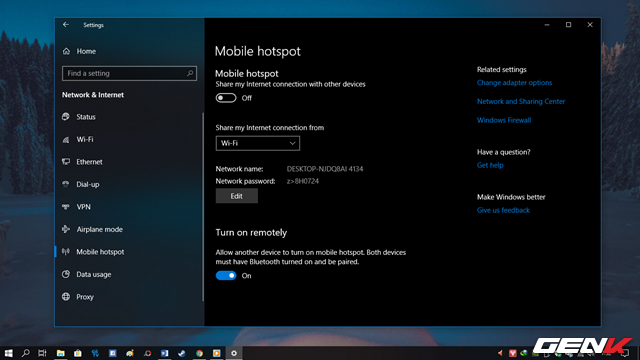 Settings
Home
Find a setting
Network & Internet
Status
Wi-Fi
Ethernet
Dial-up
VPN
Airplane mode
Mobile hotspot
Data usage
Proxy
Mobile hotspot
Mobile hotspot
Share my Internet connection with other devices
Off
Share my Internet connection from
Wi-Fi
Network name: DESKTOP-NJDQ8AI 4134
Network password: z>8H0724
Edit
Turn on remotely
Allow another device to turn on mobile hotspot. Both devices
must have Bluetooth turned on and be paired.
On
Related settings
Change adapter options
Network and Sharing Center
Windows Firewall
Have a question?
Get help
Make Windows better
Give us feedback
GENK